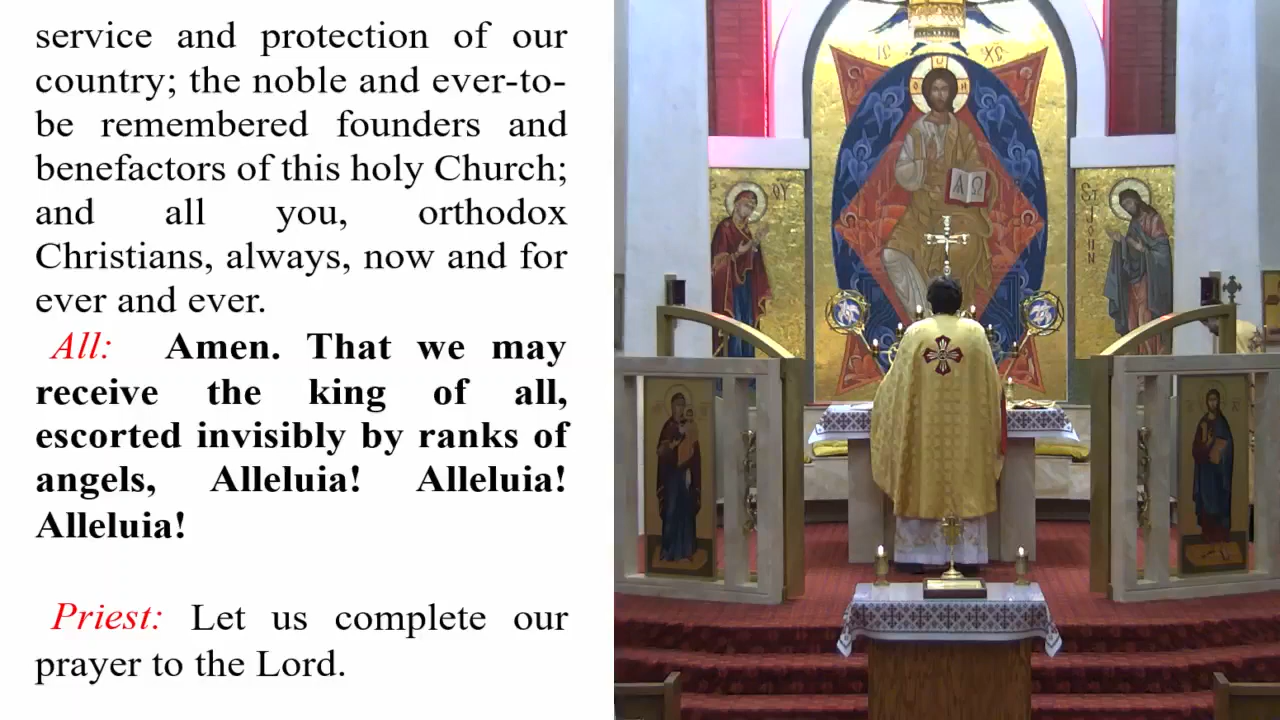 service and protection of our
country; the noble and ever-to-
be remembered founders and
benefactors of this holy Church;
and all you, orthodox
Christians, always, now and for
ever and ever.
All: Amen. That we may
receive the king of all,
escorted invisibly by ranks of
angels, Alleluia! Alleluia!
Alleluia!
Priest: Let us complete our
prayer to the Lord.
IC XC
Α Ω
ΘΥ
ST
JOHN